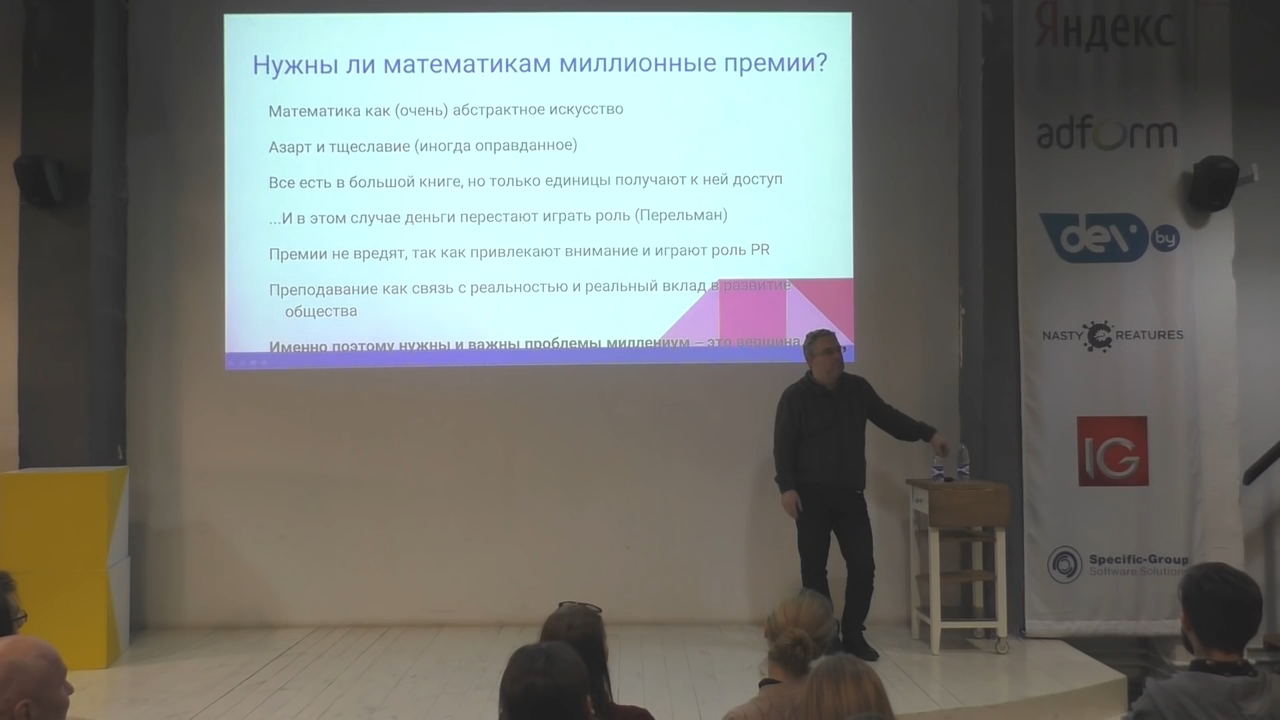 Нужны ли математикам миллионные премии?
Математика как (очень) абстрактное искусство
Азарт и тщеславие (иногда оправданное)
Все есть в большой книге, но только единицы получают к ней доступ
...И в этом случае деньги перестают играть роль (Перельман)
Премии не вредят, так как привлекают внимание и играют роль PR
Преподавание как связь с реальностью и реальный вклад в развитие
общества
Именно поэтому нужны и важны проблемы миллениум – это вершина
Яндекс
adform
dev by
NASTY CREATURES
IG
Specific-Group
Software Solutions